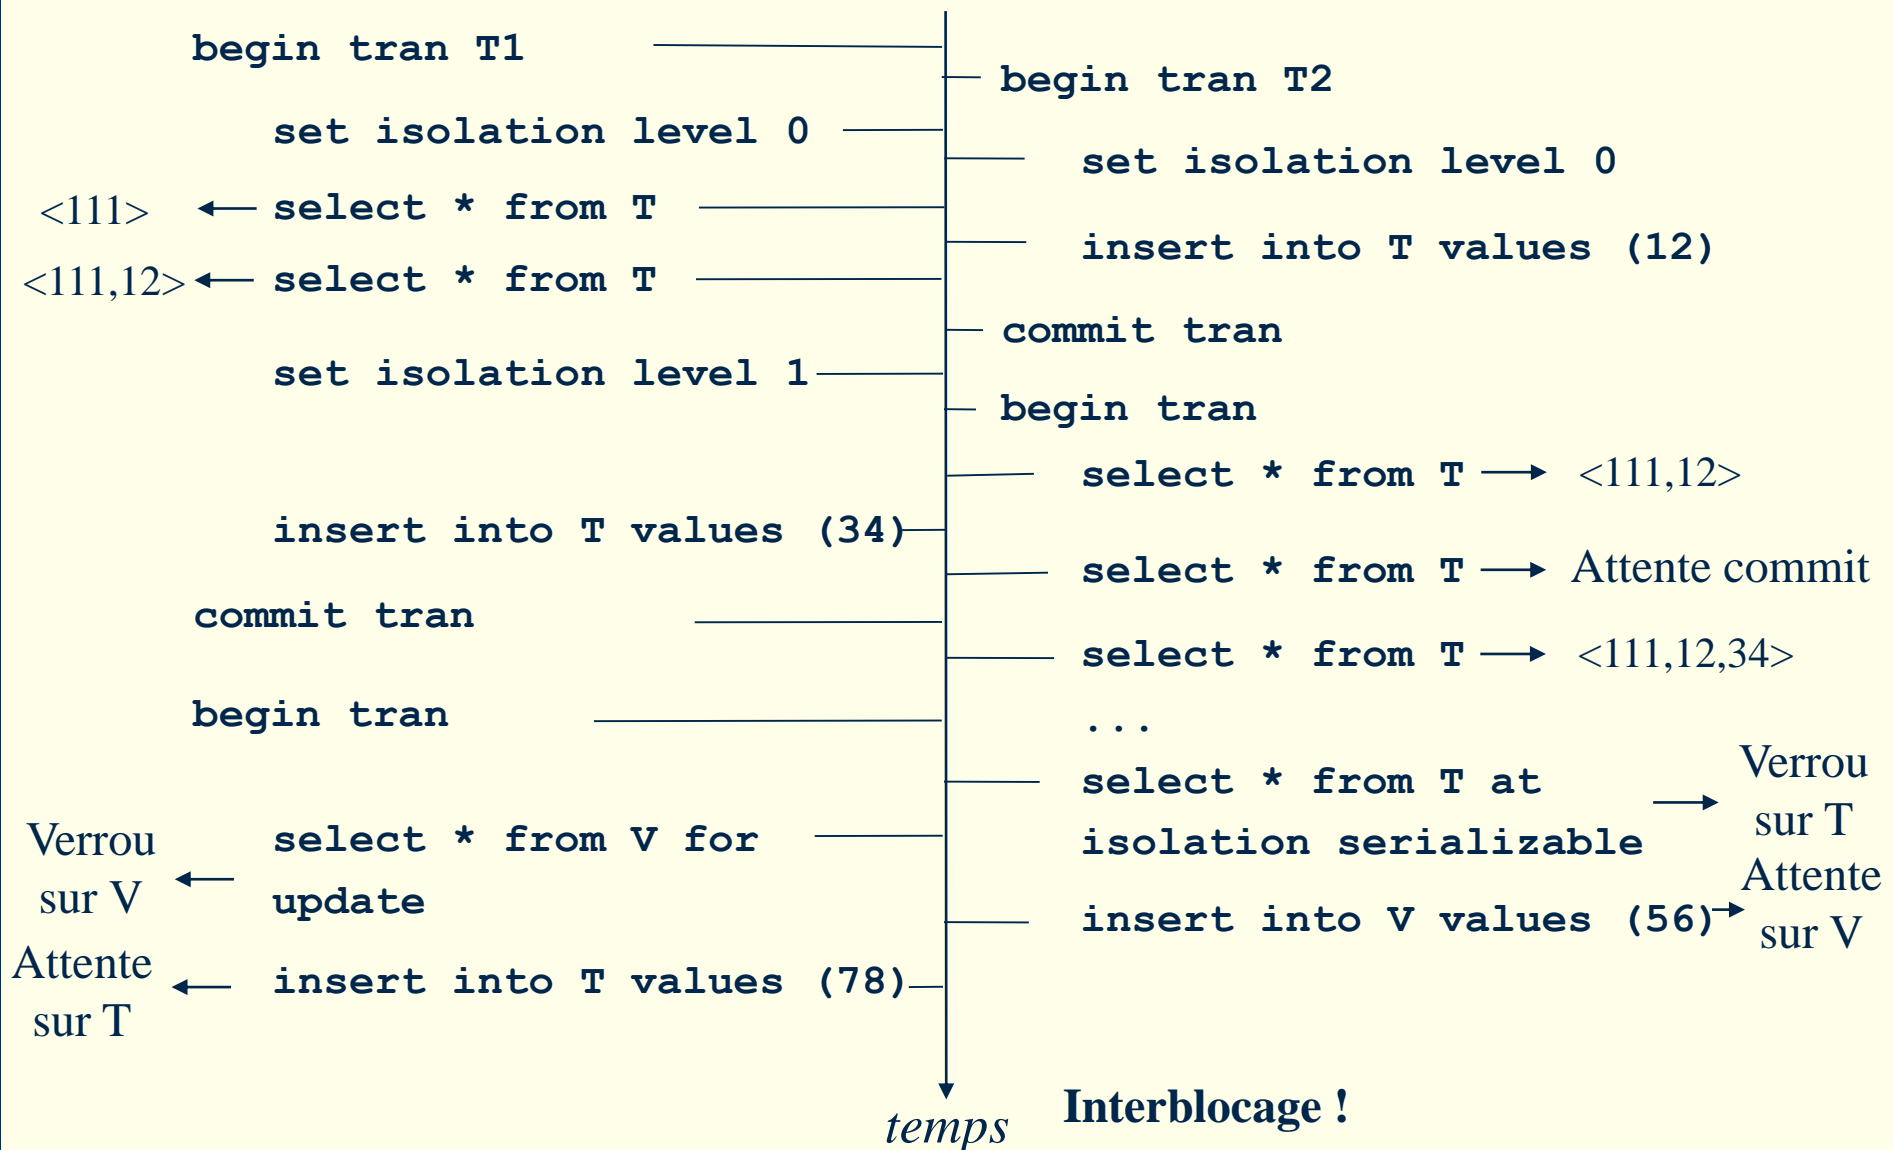 begin tran T1
begin tran T2
set isolation level 0
set isolation level 0
<111>
select * from T
insert into T values (12)
<111,12>
select * from T
commit tran
set isolation level 1
begin tran
select * from T
<111,12>
insert into T values (34)
select * from T
Attente commit
commit tran
select * from T
<111,12,34>
begin tran
...
select * from T at
isolation serializable
Verrou
sur T
Verrou
sur V
select * from V for
update
insert into V values (56)
Attente
sur V
Attente
sur T
insert into T values (78)
temps
Interblocage !